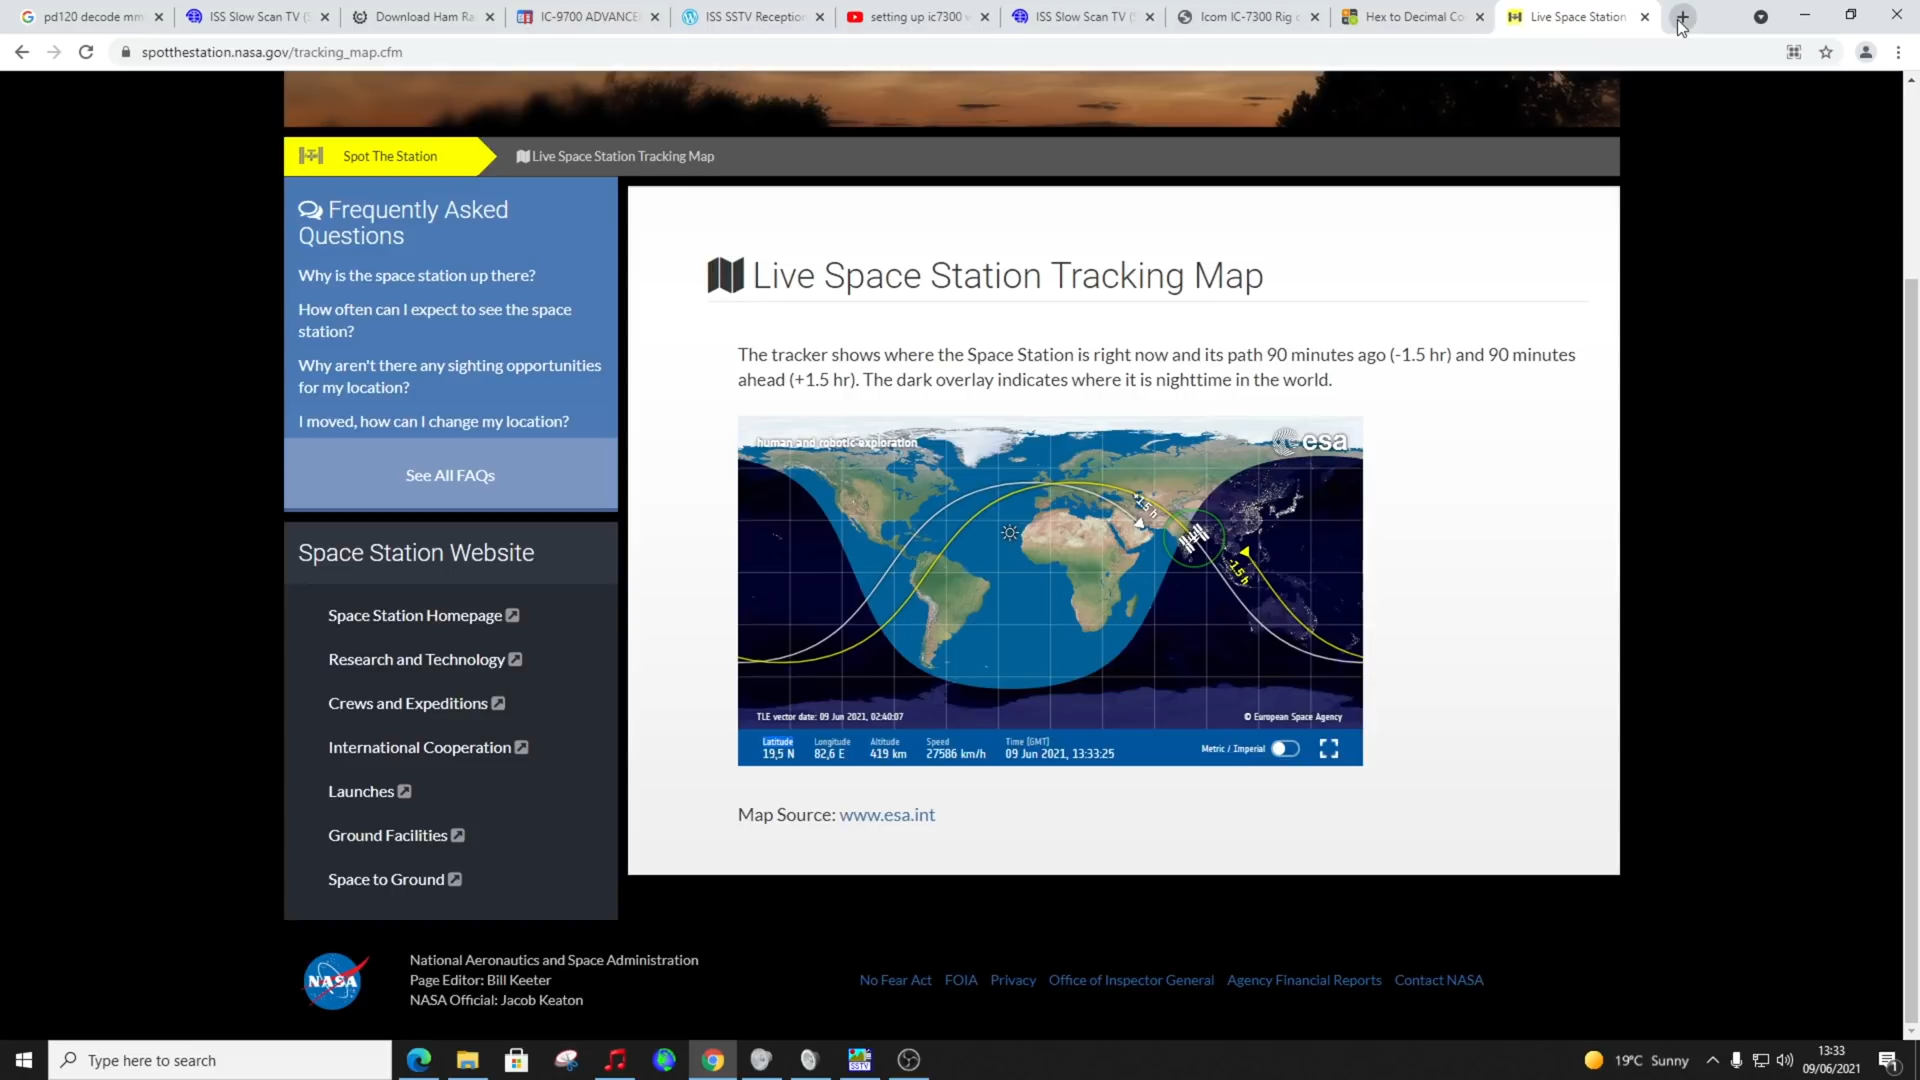 pd120 decode mm
ISS Slow Scan TV (
Download Ham Ra
IC-9700 ADVANCE
ISS SSTV Reception
setting up ic7300 v
ISS Slow Scan TV (
Icom IC-7300 Rig c
Hex to Decimal Co
Live Space Station
spotthestation.nasa.gov/tracking_map.cfm
Spot The Station
Live Space Station Tracking Map
Frequently Asked
Questions
Why is the space station up there?
How often can I expect to see the space
station?
Why aren't there any sighting opportunities
for my location?
I moved, how can I change my location?
See All FAQs
Space Station Website
Space Station Homepage
Research and Technology
Crews and Expeditions
International Cooperation
Launches
Ground Facilities
Space to Ground
Live Space Station Tracking Map
The tracker shows where the Space Station is right now and its path 90 minutes ago (-1.5 hr) and 90 minutes
ahead (+1.5 hr). The dark overlay indicates where it is nighttime in the world.
human and robotic exploration
esa
+1.5 h
-1.5 h
TLE vector date: 09 Jun 2021, 02:40:07
© European Space Agency
Latitude Longitude Altitude Speed Time [GMT]
19,5 N 82,6 E 419 km 27586 km/h 09 Jun 2021, 13:33:25
Metric / Imperial
Map Source: www.esa.int
NASA
National Aeronautics and Space Administration
Page Editor: Bill Keeter
NASA Official: Jacob Keaton
No Fear Act FOIA Privacy Office of Inspector General Agency Financial Reports Contact NASA
Type here to search
SSTV
19°C Sunny
13:33
09/06/2021
1